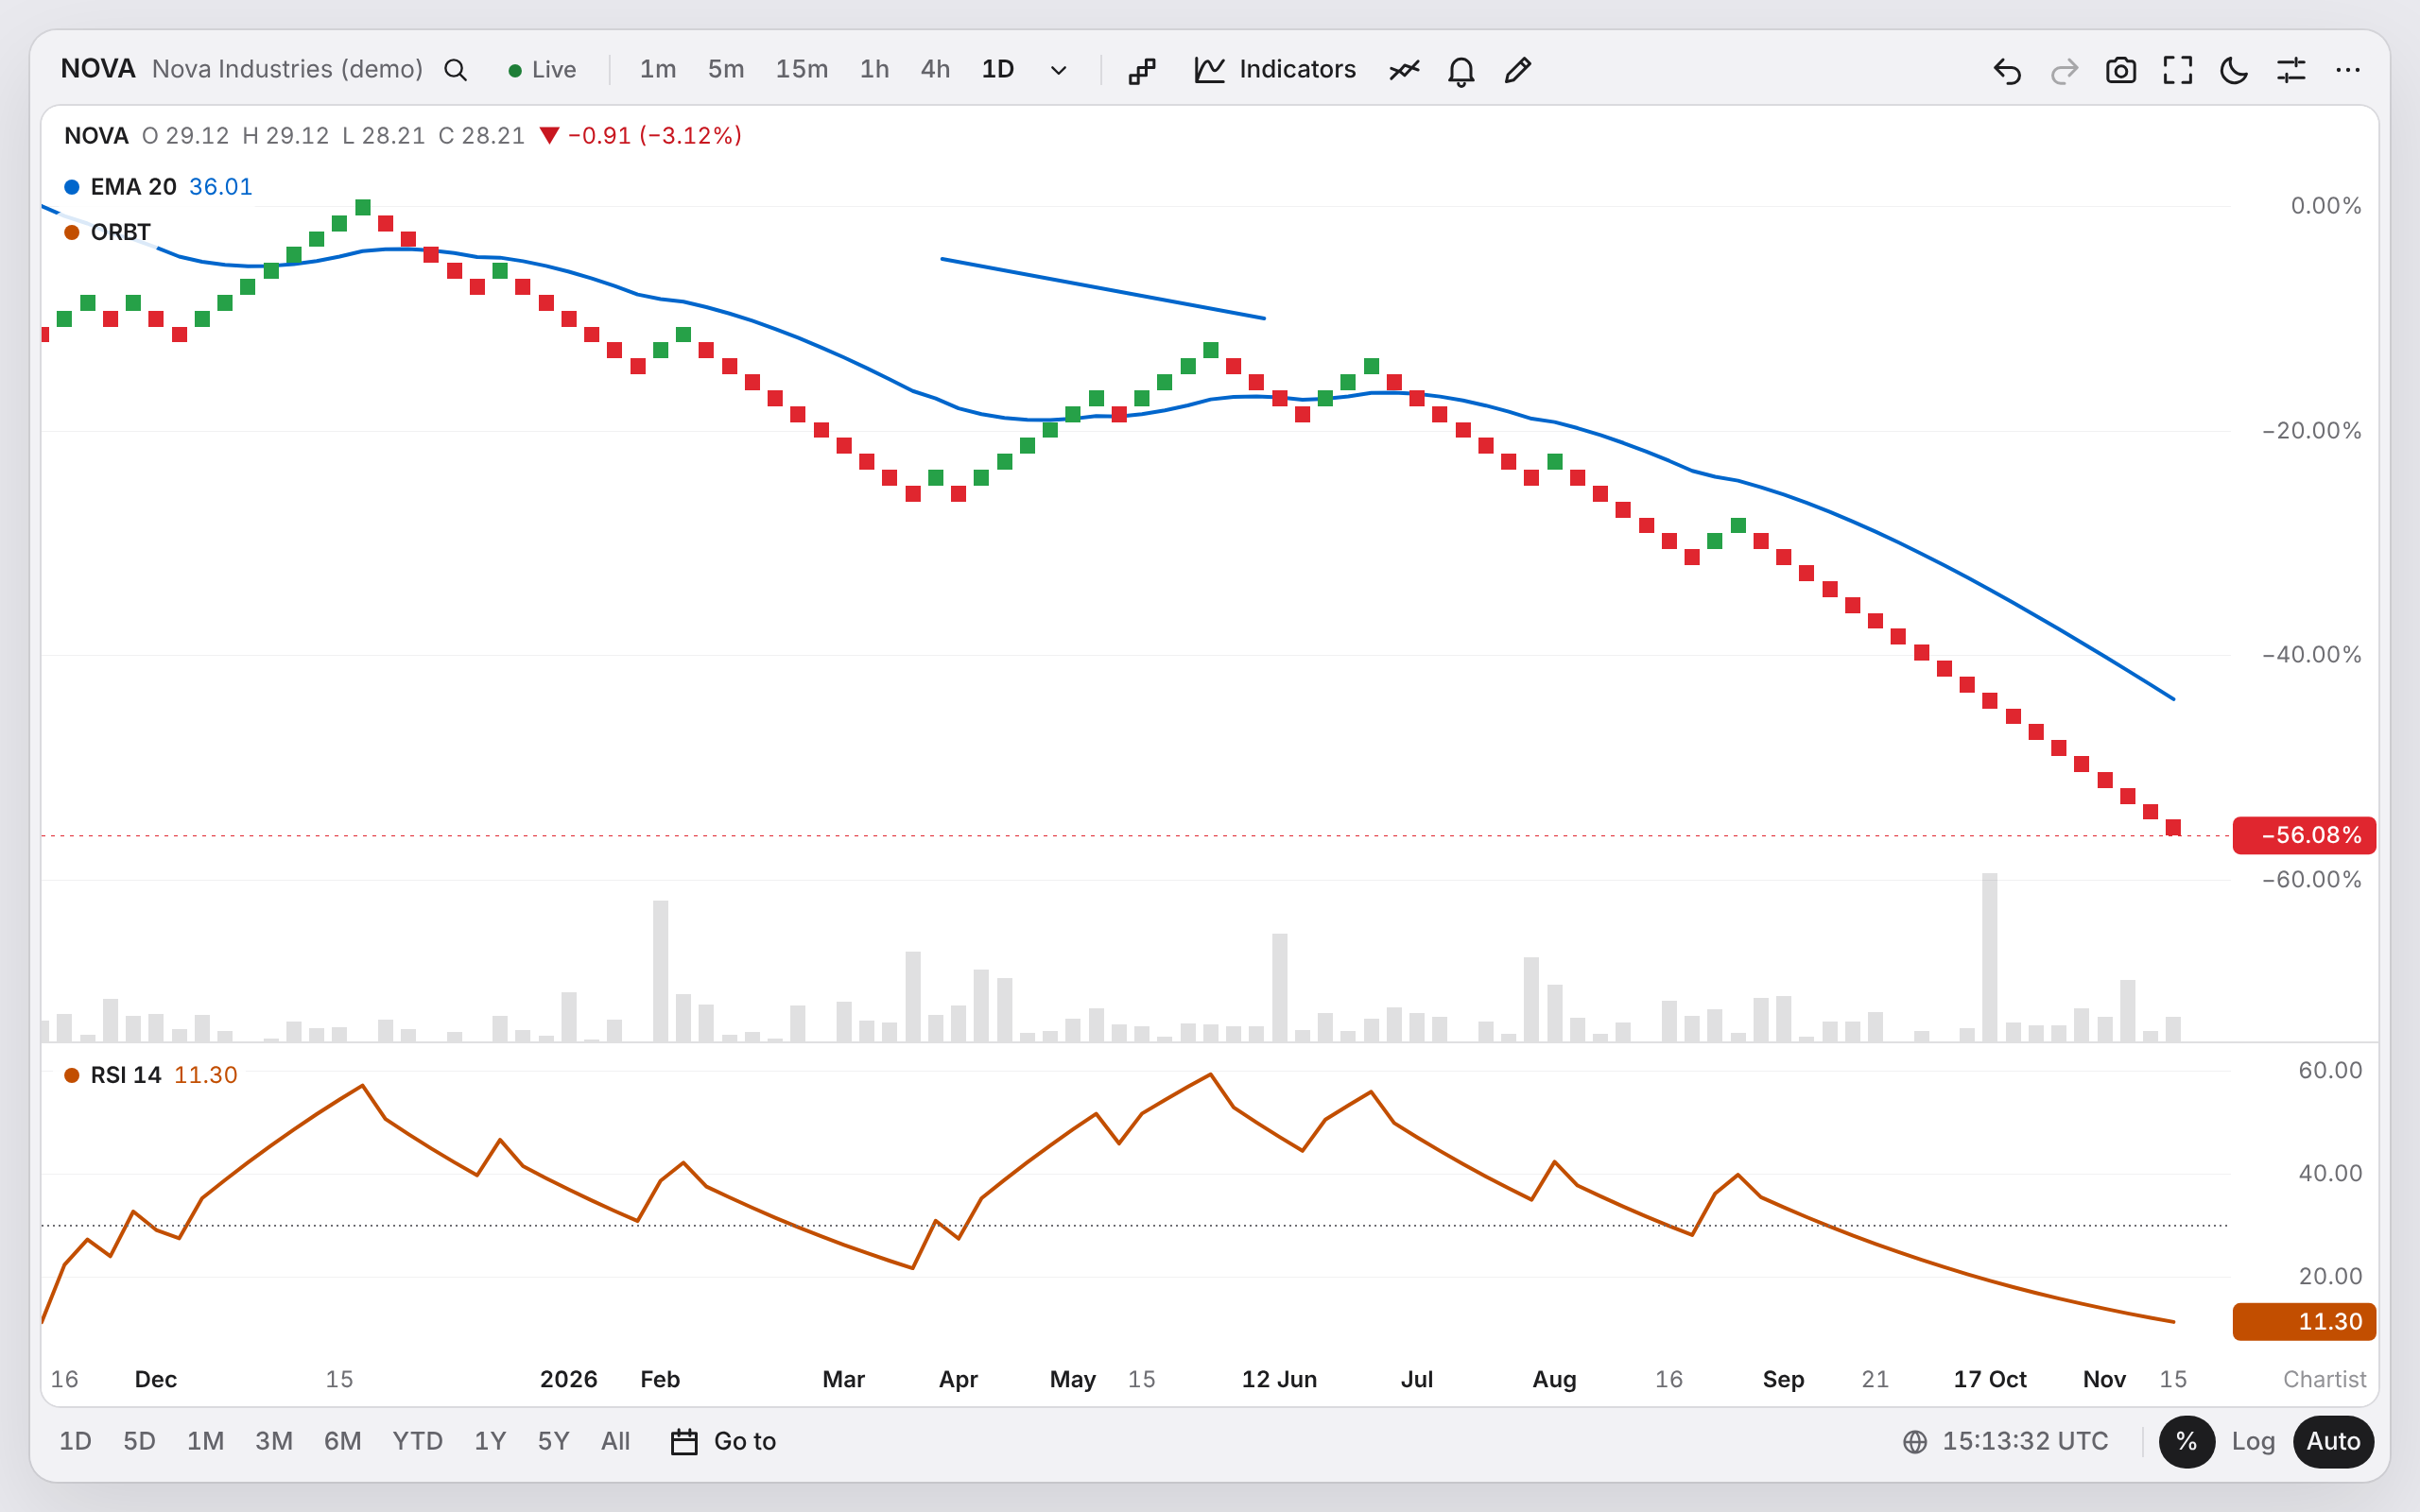 NOVA Nova Industries (demo) Live 1m 5m 15m 1h 4h 1D Indicators
NOVA O 29.12 H 29.12 L 28.21 C 28.21 ▼ −0.91 (−3.12%)
EMA 20 36.01
ORBT
0.00%
−20.00%
−40.00%
−56.08%
−60.00%
RSI 14 11.30
60.00
40.00
20.00
11.30
16 Dec 15 2026 Feb Mar Apr May 15 12 Jun Jul Aug 16 Sep 21 17 Oct Nov 15 Chartist
1D 5D 1M 3M 6M YTD 1Y 5Y All Go to 15:13:32 UTC % Log Auto